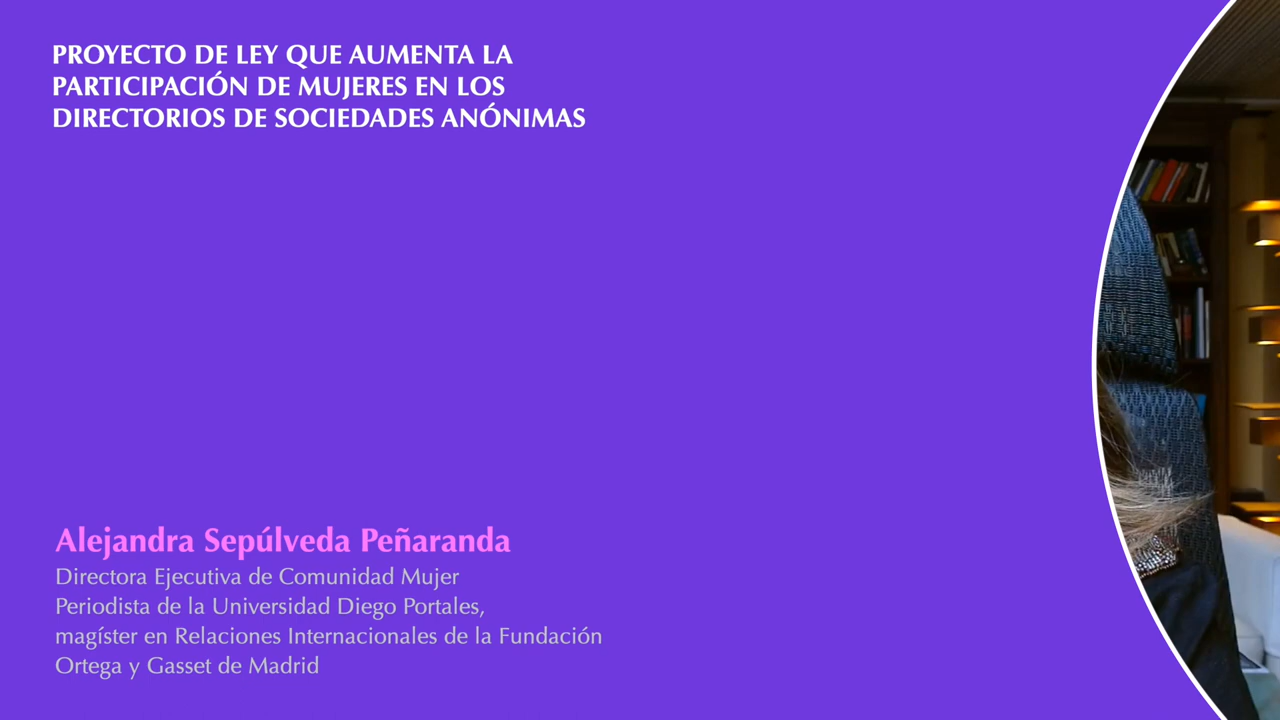 PROYECTO DE LEY QUE AUMENTA LA
PARTICIPACIÓN DE MUJERES EN LOS
DIRECTORIOS DE SOCIEDADES ANÓNIMAS
Alejandra Sepúlveda Peñaranda
Directora Ejecutiva de Comunidad Mujer
Periodista de la Universidad Diego Portales,
magíster en Relaciones Internacionales de la Fundación
Ortega y Gasset de Madrid